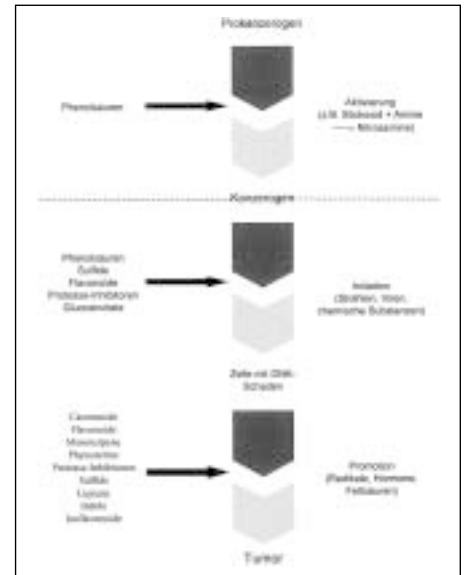 Prokanzerogen
Phenolsäuren
Aktivierung
(z.B. Stickoxid + Amine
Nitrosamine)
Kanzerogen
Phenolsäuren
Sulfide
Flavonoide
Protease-Inhibitoren
Glucosinolate
Initiation
(Strahlen, Viren,
chemische Substanzen)
Zelle mit DNA-
Schaden
Carotinoide
Flavonoide
Monoterpene
Phytosterine
Protease-Inhibitoren
Sulfide
Indole
Isoflavonoide
Promotion
(Radikale, Hormone,
Fettsäuren)
Tumor